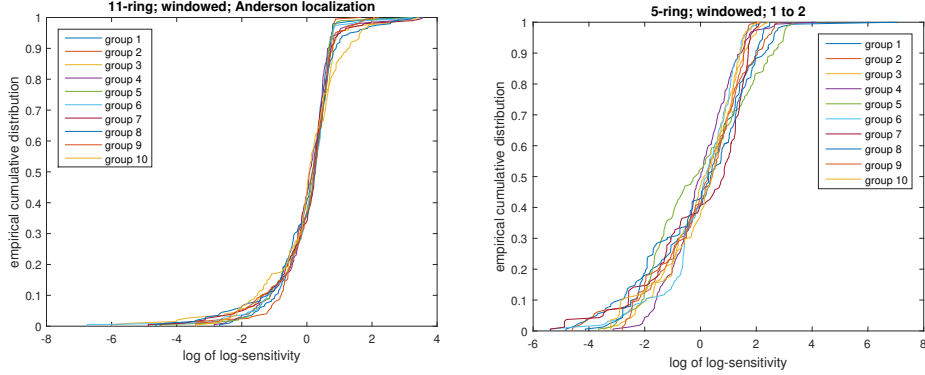 11-ring; windowed; Anderson localization
1
0.9
0.8
0.7
0.6
0.5
0.4
0.3
0.2
0.1
0
empirical cumulative distribution
group 1
group 2
group 3
group 4
group 5
group 6
group 7
group 8
group 9
group 10
-8 -6 -4 -2 0 2 4
log of log-sensitivity
5-ring; windowed; 1 to 2
1
0.9
0.8
0.7
0.6
0.5
0.4
0.3
0.2
0.1
0
empirical cumulative distribution
group 1
group 2
group 3
group 4
group 5
group 6
group 7
group 8
group 9
group 10
-6 -4 -2 0 2 4 6 8
log of log-sensitivity